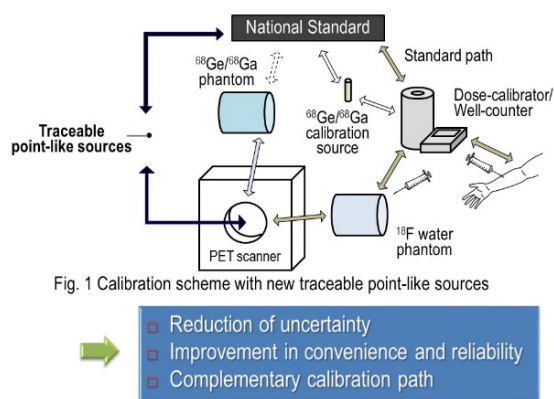 National Standard
⁶⁸Ge/⁶⁸Ga
phantom
Standard path
⁶⁸Ge/⁶⁸Ga
calibration
source
Dose-calibrator/
Well-counter
Traceable
point-like sources
¹⁸F water
phantom
PET scanner
Fig. 1 Calibration scheme with new traceable point-like sources
Reduction of uncertainty
Improvement in convenience and reliability
Complementary calibration path